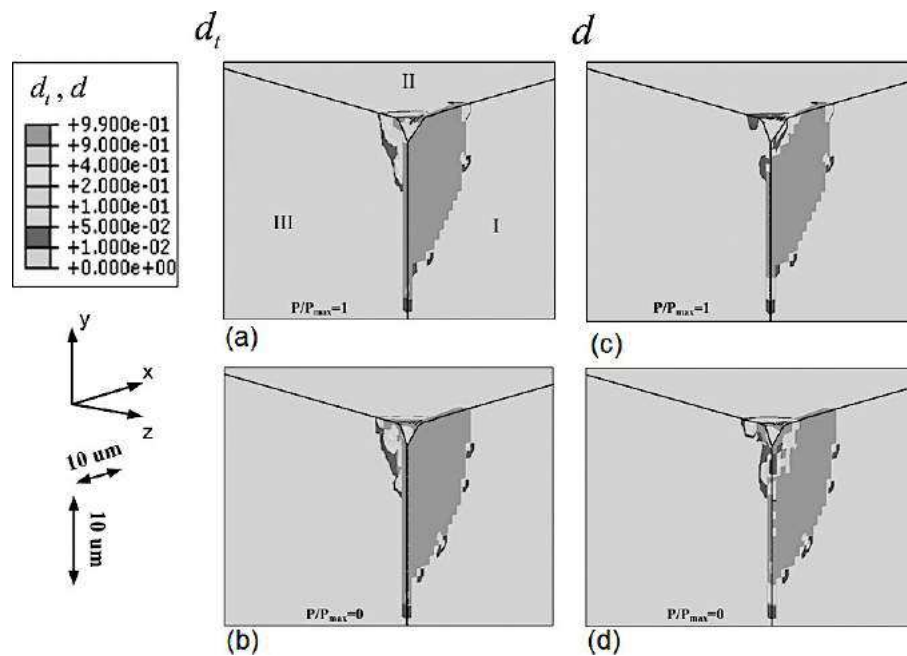 d_t
d
d_t , d
+9.900e-01
+9.000e-01
+4.000e-01
+2.000e-01
+1.000e-01
+5.000e-02
+1.000e-02
+0.000e+00
II
III
I
P/P_max=1
(a)
P/P_max=1
(c)
y
x
z
10 um
10 um
P/P_max=0
(b)
P/P_max=0
(d)